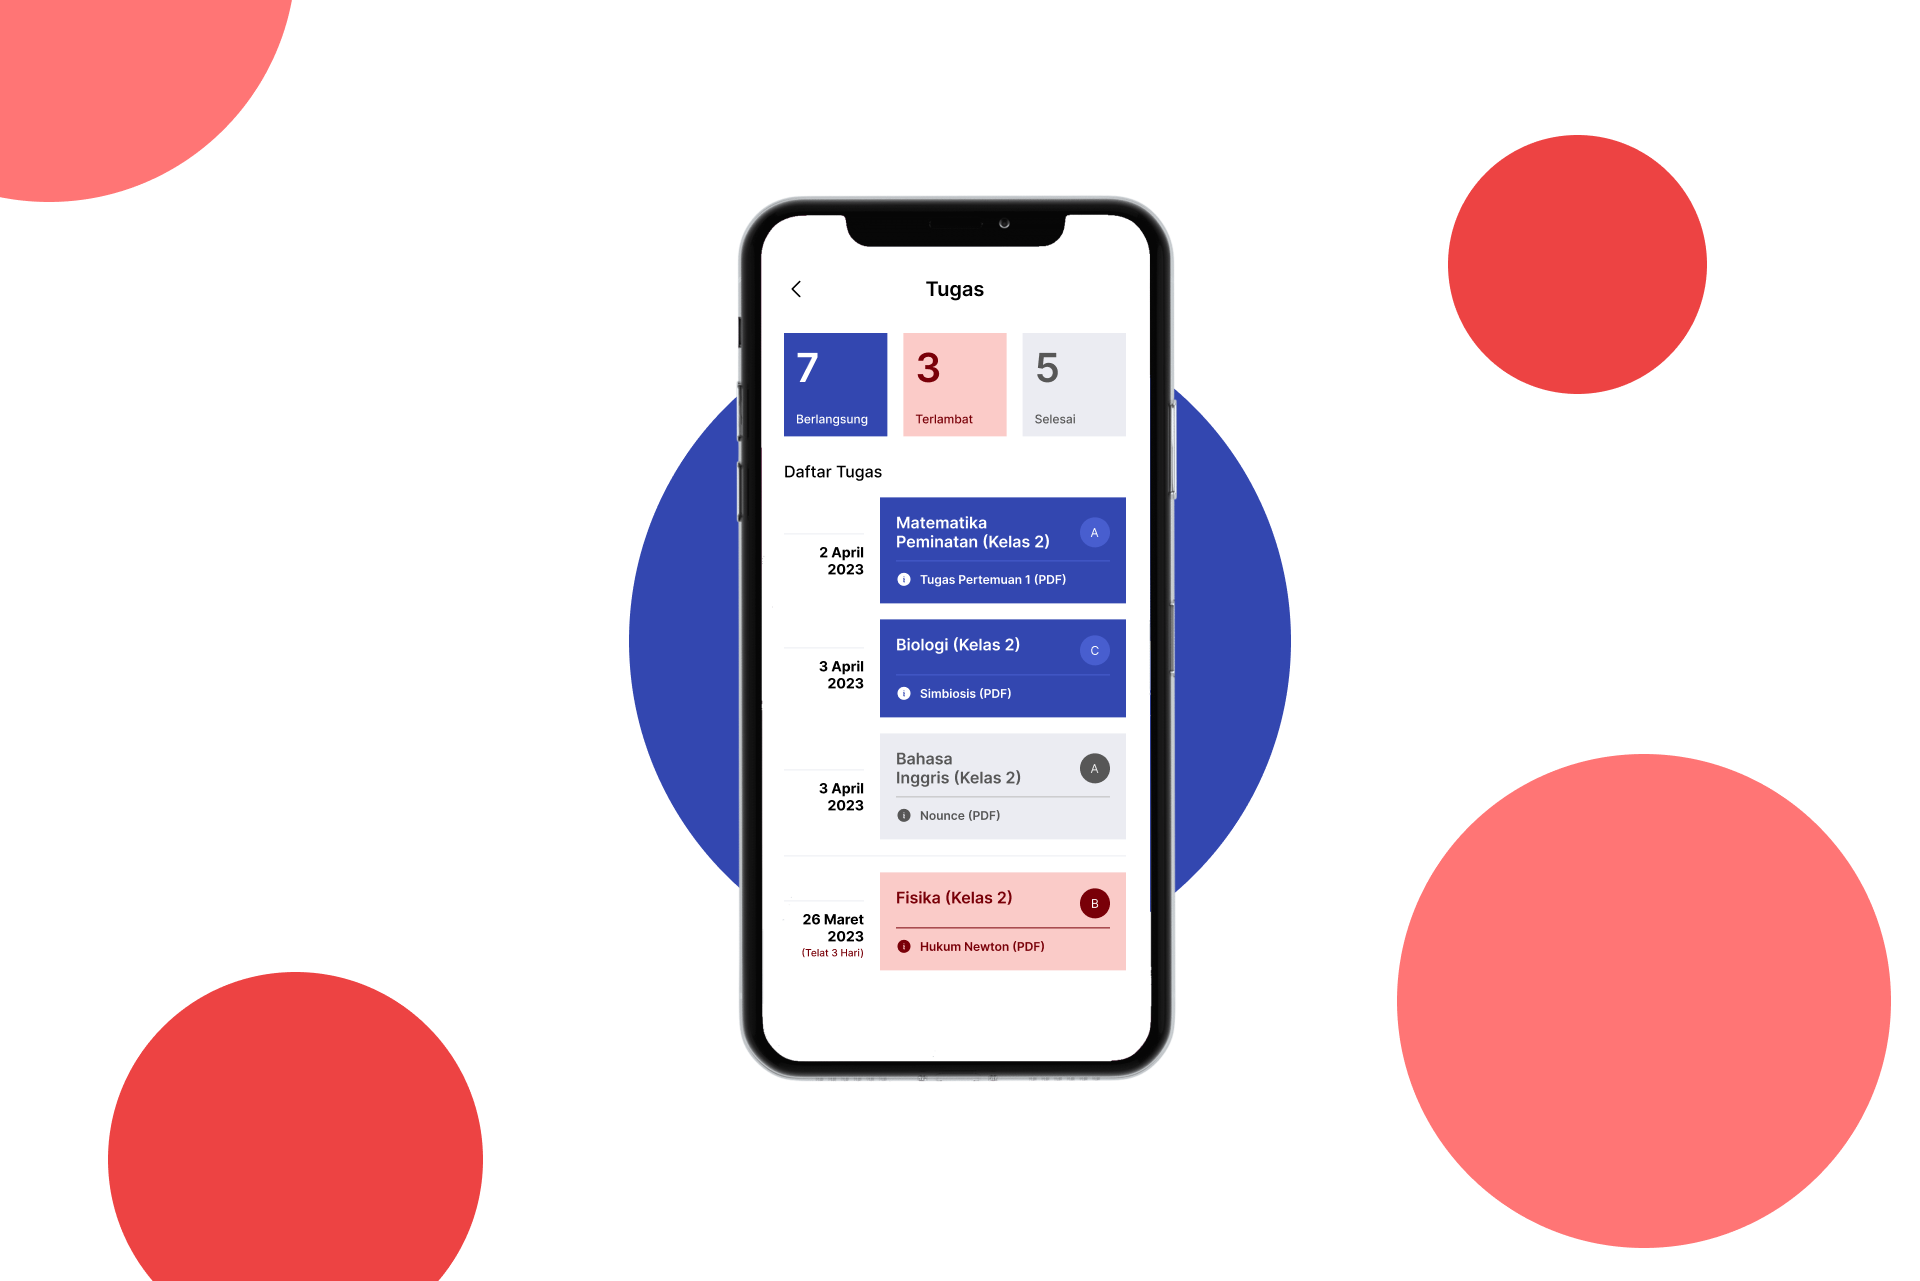 Tugas
7
Berlangsung
3
Terlambat
5
Selesai
Daftar Tugas
2 April
2023
Matematika
Peminatan (Kelas 2)
A
Tugas Pertemuan 1 (PDF)
3 April
2023
Biologi (Kelas 2)
C
Simbiosis (PDF)
3 April
2023
Bahasa
Inggris (Kelas 2)
A
Nounce (PDF)
26 Maret
2023
(Telat 3 Hari)
Fisika (Kelas 2)
B
Hukum Newton (PDF)